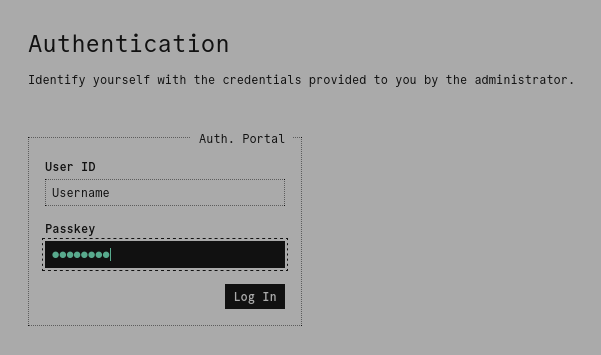 Authentication
Identify yourself with the credentials provided to you by the administrator.
Auth. Portal
User ID
Username
Passkey
●●●●●●●●
Log In